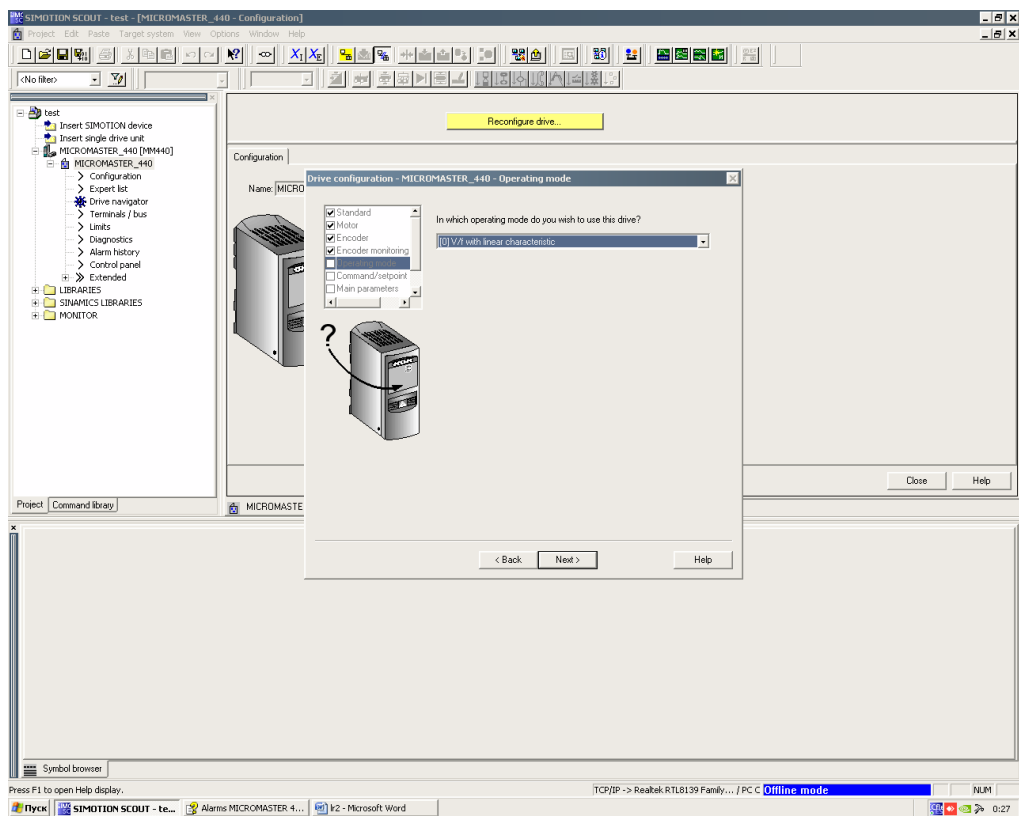 SIMOTION SCOUT - test - [MICROMASTER_440 - Configuration]
Project Edit Paste Target system View Options Window Help
<No filter>
test
Insert SIMOTION device
Insert single drive unit
MICROMASTER_440 [MM440]
MICROMASTER_440
Configuration
Expert list
Drive navigator
Terminals / bus
Limits
Diagnostics
Alarm history
Control panel
Extended
LIBRARIES
SINAMICS LIBRARIES
MONITOR
Project
Command library
Reconfigure drive...
Configuration
Name: MICRO
Drive configuration - MICROMASTER_440 - Operating mode
Standard
Motor
Encoder
Encoder monitoring
Operating mode
Command/setpoint
Main parameters
In which operating mode do you wish to use this drive?
[0] V/f with linear characteristic
?
< Back
Next >
Help
Close
Help
MICROMASTE
Symbol browser
Press F1 to open Help display.
TCP/IP -> Realtek RTL8139 Family... / PC C
Offline mode
NUM
Пуск
SIMOTION SCOUT - te...
Alarms MICROMASTER 4...
lr2 - Microsoft Word
0:27